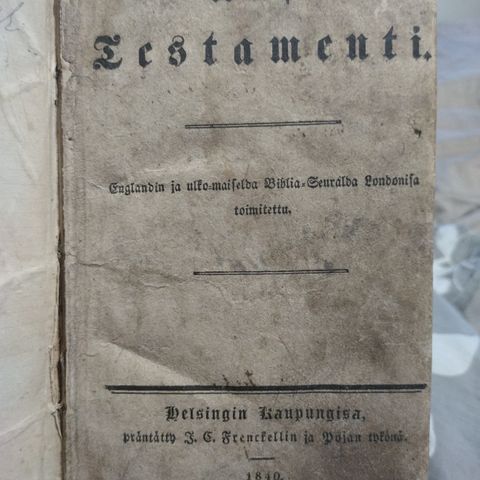 Testamenti.
Englandin ja ulko-maiselda Biblia-Seuralda Londonisa
toimitettu.
Helsingin Kaupungisa,
präntätty J. C. Frenckellin ja Pojan tykönä.
1840.